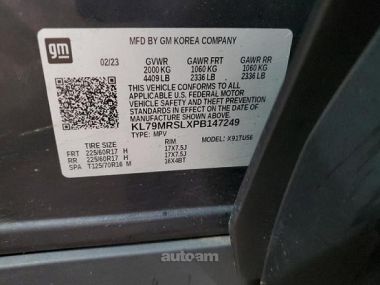 gm
MFD BY GM KOREA COMPANY
02/23 GVWR GAWR FRT GAWR RR
2000 KG 1060 KG 1060 KG
4409 LB 2336 LB 2336 LB
THIS VEHICLE CONFORMS TO ALL APPLICABLE U.S. FEDERAL MOTOR VEHICLE SAFETY, BUMPER, AND THEFT PREVENTION STANDARDS IN EFFECT ON THE DATE OF MANUFACTURE SHOWN ABOVE.
KL79MRSLXPB147249
TYPE: MPV MODEL: X91TU56
TIRE SIZE RIM
FRT 225/60R17 H 17X7.5J
RR 225/60R17 H 17X7.5J
SPA T125/70R16 M 16X4BT
autoam